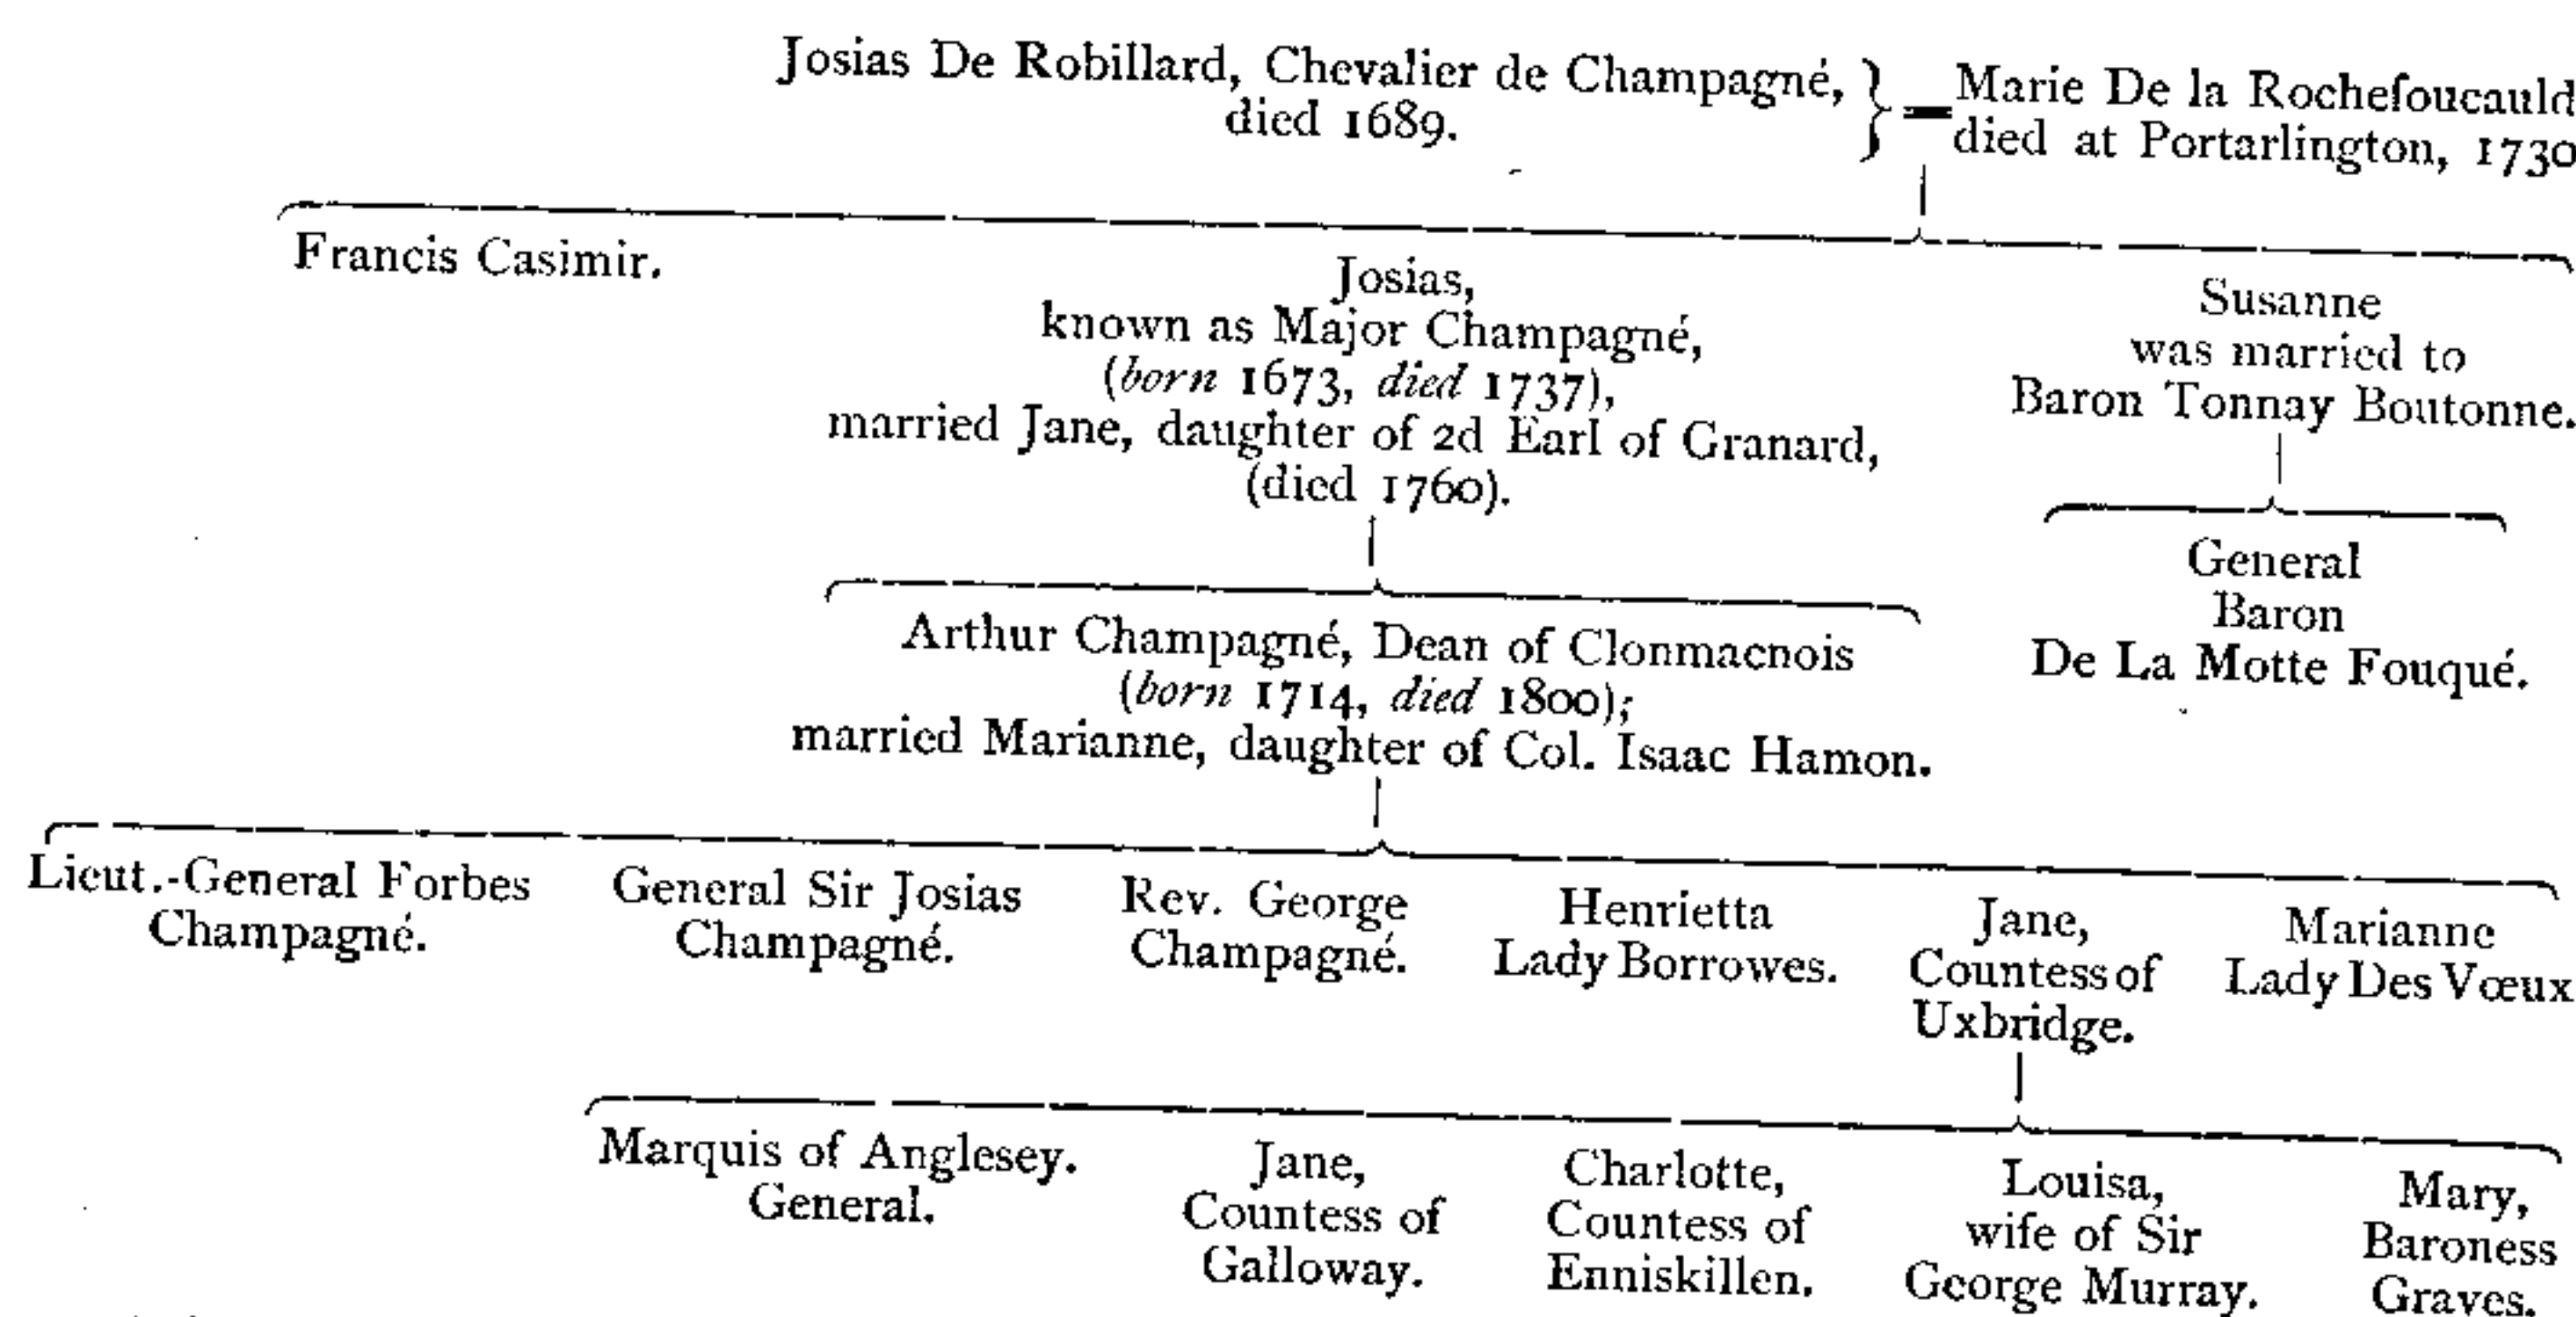 Josias De Robillard, Chevalier de Champagné,
died 1689.
Marie De la Rochefoucauld
died at Portarlington, 1730
Francis Casimir.
Josias,
known as Major Champagné,
(born 1673, died 1737),
married Jane, daughter of 2d Earl of Granard,
(died 1760).
Susanne
was married to
Baron Tonnay Boutonne.
Arthur Champagné, Dean of Clonmacnois
(born 1714, died 1800);
married Marianne, daughter of Col. Isaac Hamon.
General
Baron
De La Motte Fouqué.
Lieut.-General Forbes
Champagné.
General Sir Josias
Champagné.
Rev. George
Champagné.
Henrietta
Lady Borrowes.
Jane,
Countess of
Uxbridge.
Marianne
Lady Des Vœux
Marquis of Anglesey.
General.
Jane,
Countess of
Galloway.
Charlotte,
Countess of
Enniskillen.
Louisa,
wife of Sir
George Murray.
Mary,
Baroness
Graves.